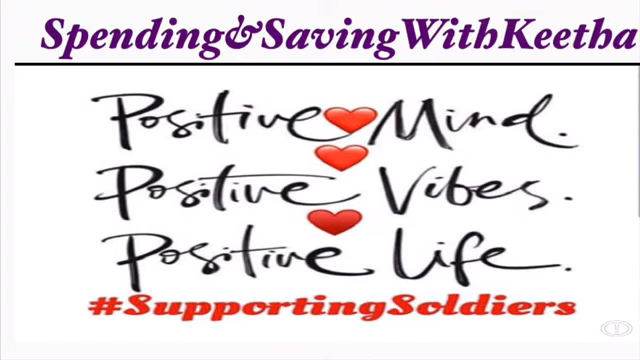 Spending&SavingWithKeetha
Positive Mind.
Positive Vibes.
Positive Life.
#SupportingSoldiers